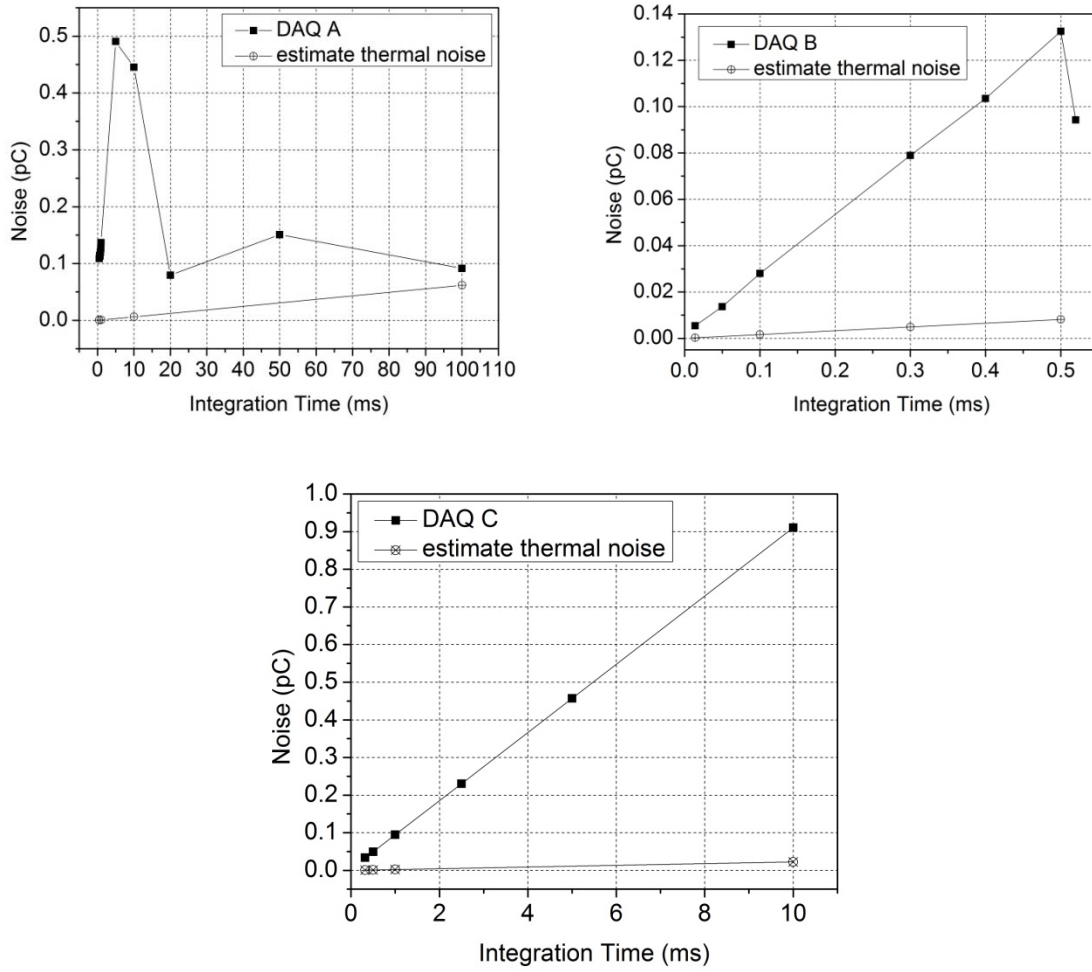 DAQ A
estimate thermal noise
0.5
0.4
0.3
0.2
0.1
0.0
Noise (pC)
0 10 20 30 40 50 60 70 80 90 100 110
Integration Time (ms)
DAQ B
estimate thermal noise
0.14
0.12
0.10
0.08
0.06
0.04
0.02
0.00
Noise (pC)
0.0 0.1 0.3 0.4 0.5
Integration Time (ms)
DAQ C
estimate thermal noise
1.0
0.9
0.8
0.7
0.6
0.5
0.4
0.3
0.2
0.1
0.0
Noise (pC)
0 2 4 6 8 10
Integration Time (ms)